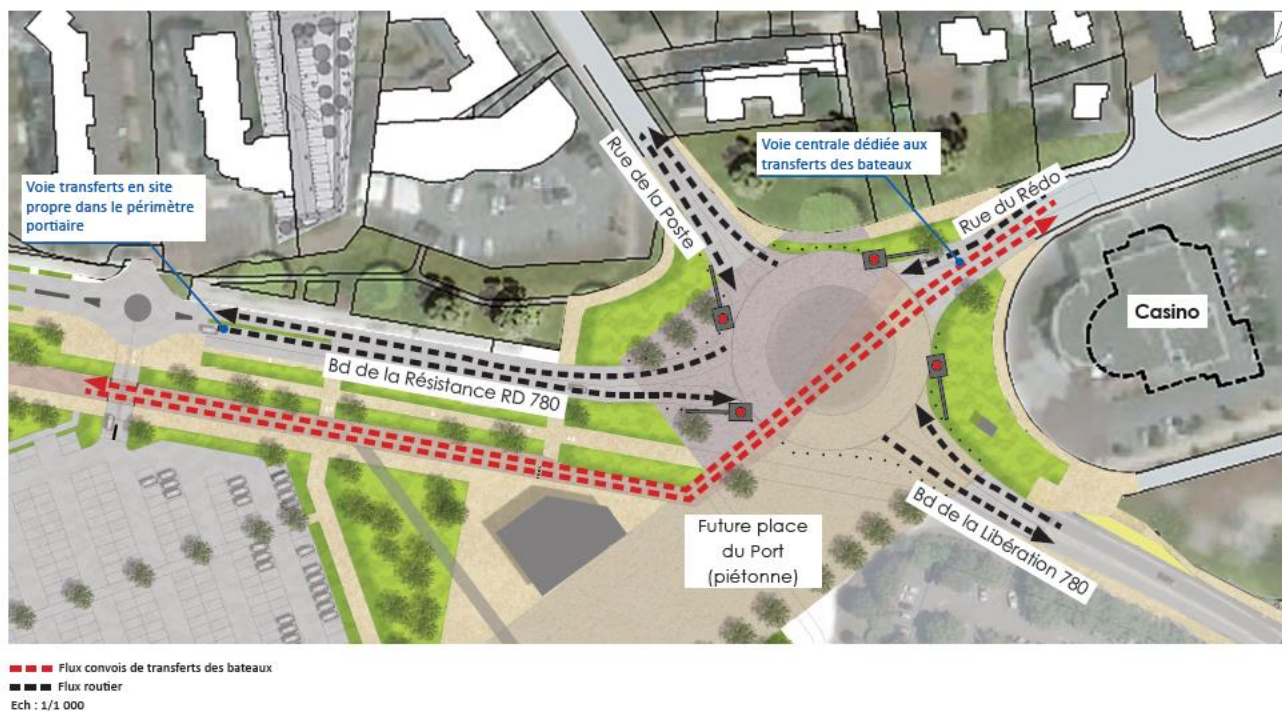 Voie transferts en site
propre dans le périmètre
portiaire
Rue de la Poste
Voie centrale dédiée aux
transferts des bateaux
Rue du Rédo
Casino
Bd de la Résistance RD 780
Future place
du Port
(piétonne)
Bd de la Libération 780
Flux convois de transferts des bateaux
Flux routier
Ech : 1/1 000